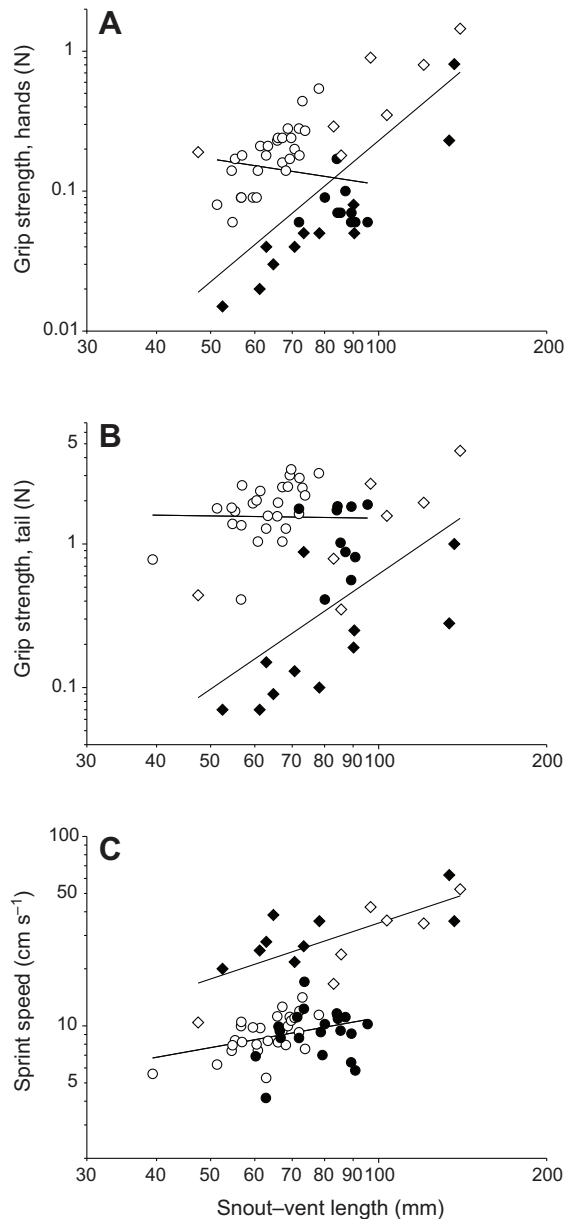 A
Grip strength, hands (N)
1
0.1
0.01
30 40 50 60 70 80 90 100 200
B
Grip strength, tail (N)
5
1
0.1
30 40 50 60 70 80 90 100 200
C
Sprint speed (cm s⁻¹)
100
50
10
5
30 40 50 60 70 80 90 100 200
Snout–vent length (mm)